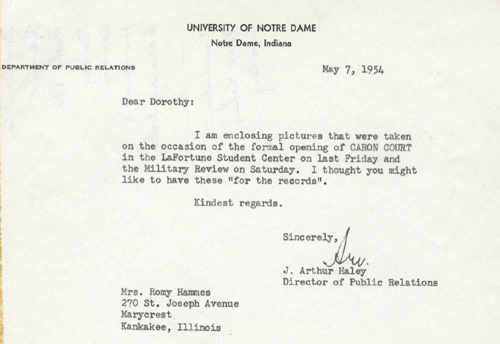 UNIVERSITY OF NOTRE DAME
Notre Dame, Indiana
DEPARTMENT OF PUBLIC RELATIONS
May 7, 1954
Dear Dorothy:
I am enclosing pictures that were taken
on the occasion of the formal opening of CARON COURT
in the LaFortune Student Center on last Friday and
the Military Review on Saturday. I thought you might
like to have these "for the records".
Kindest regards.
Sincerely,
Art.
J. Arthur Haley
Director of Public Relations
Mrs. Romy Hammes
270 St. Joseph Avenue
Marycrest
Kankakee, Illinois